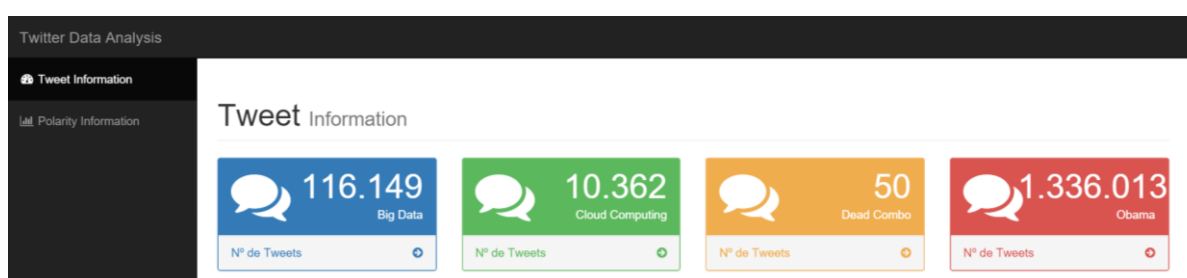 Twitter Data Analysis
Tweet Information
Polarity Information
Tweet Information
116.149
Big Data
Nº de Tweets
10.362
Cloud Computing
Nº de Tweets
50
Dead Combo
Nº de Tweets
1.336.013
Obama
Nº de Tweets